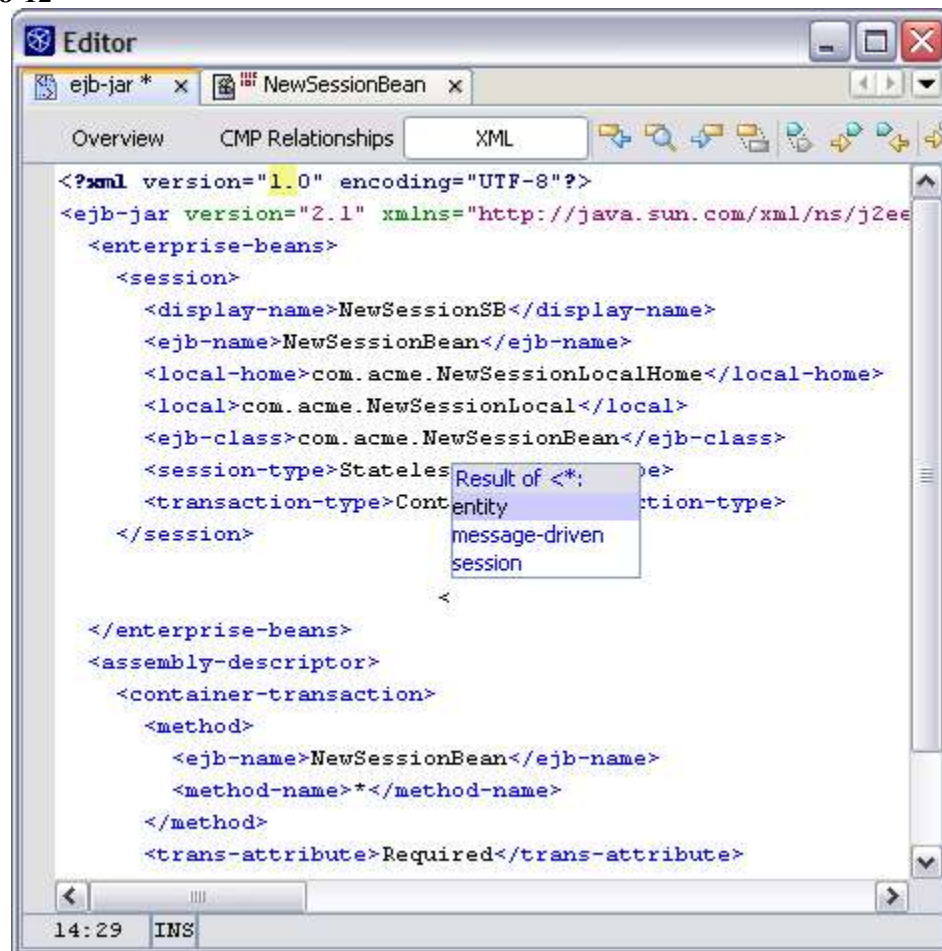 Editor
ejb-jar * x NewSessionBean x
Overview CMP Relationships XML
<?xml version="1.0" encoding="UTF-8"?>
<ejb-jar version="2.1" xmlns="http://java.sun.com/xml/ns/j2ee
<enterprise-beans>
<session>
<display-name>NewSessionSB</display-name>
<ejb-name>NewSessionBean</ejb-name>
<local-home>com.acme.NewSessionLocalHome</local-home>
<local>com.acme.NewSessionLocal</local>
<ejb-class>com.acme.NewSessionBean</ejb-class>
<session-type>Stateles pe>
Result of <*:
<transaction-type>Cont ction-type>
entity
</session>
message-driven
session
<
</enterprise-beans>
<assembly-descriptor>
<container-transaction>
<method>
<ejb-name>NewSessionBean</ejb-name>
<method-name>*</method-name>
</method>
<trans-attribute>Required</trans-attribute>
14:29 INS